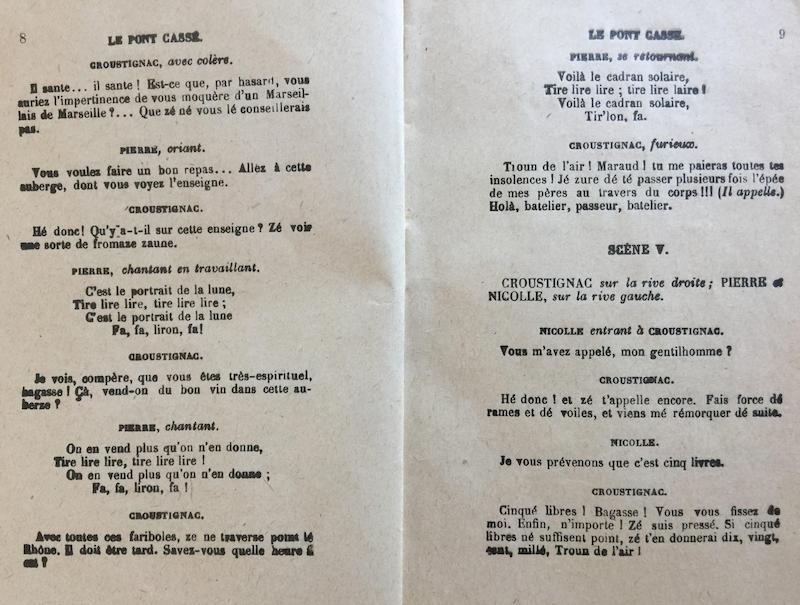 8
LE PONT CASSÉ.
CROUSTIGNAC, avec colère.
Il sante... il sante ! Est-ce que, par hasard, vous
auriez l'impertinence de vous moquère d'un Marseil-
lais de Marseille ?... Que zé né vous lé conseillerais
pas.
PIERRE, criant.
Vous voulez faire un bon repas... Allez à cette
auberge, dont vous voyez l'enseigne.
CROUSTIGNAC.
Hé donc! Qu'y-a-t-il sur cette enseigne ? Zé vois
une sorte de fromaze zaune.
PIERRE, chantant en travaillant.
C'est le portrait de la lune,
Tire lire lire, tire lire lire ;
C'est le portrait de la lune
Fa, fa, liron, fa!
CROUSTIGNAC.
Je vois, compère, que vous êtes très-espirituel,
bagasse ! Çà, vend-on du bon vin dans cette au-
berze ?
PIERRE, chantant.
On en vend plus qu'on n'en donne,
Tire lire lire, tire lire lire !
On en vend plus qu'on n'en donne ;
Fa, fa, liron, fa !
CROUSTIGNAC.
Avec toutes ces fariboles, ze ne traverse point lé
Rhône. Il doit être tard. Savez-vous quelle heure il
est ?
LE PONT CASSÉ.
9
PIERRE, se retournant.
Voilà le cadran solaire,
Tire lire lire ; tire lire laire !
Voilà le cadran solaire,
Tir'lon, fa.
CROUSTIGNAC, furieux.
Troun de l'air ! Maraud ! tu me paieras toutes tes
insolences ! Jé zure dé té passer plusieurs fois l'épée
de mes pères au travers du corps !!! (Il appelle.)
Holà, batelier, passeur, batelier.
SCÈNE V.
CROUSTIGNAC sur la rive droite ; PIERRE et
NICOLLE, sur la rive gauche.
NICOLLE entrant à CROUSTIGNAC.
Vous m'avez appelé, mon gentilhomme ?
CROUSTIGNAC.
Hé donc ! et zé t'appelle encore. Fais force dé
rames et dé voiles, et viens mé rémorquer dé suite.
NICOLLE.
Je vous prévenons que c'est cinq livres.
CROUSTIGNAC.
Cinqué libres ! Bagasse ! Vous vous fissez de
moi. Enfin, n'importe ! Zé suis pressé. Si cinqué
libres né suffisent point, zé t'en donnerai dix, vingt,
cent, millé, Troun de l'air !